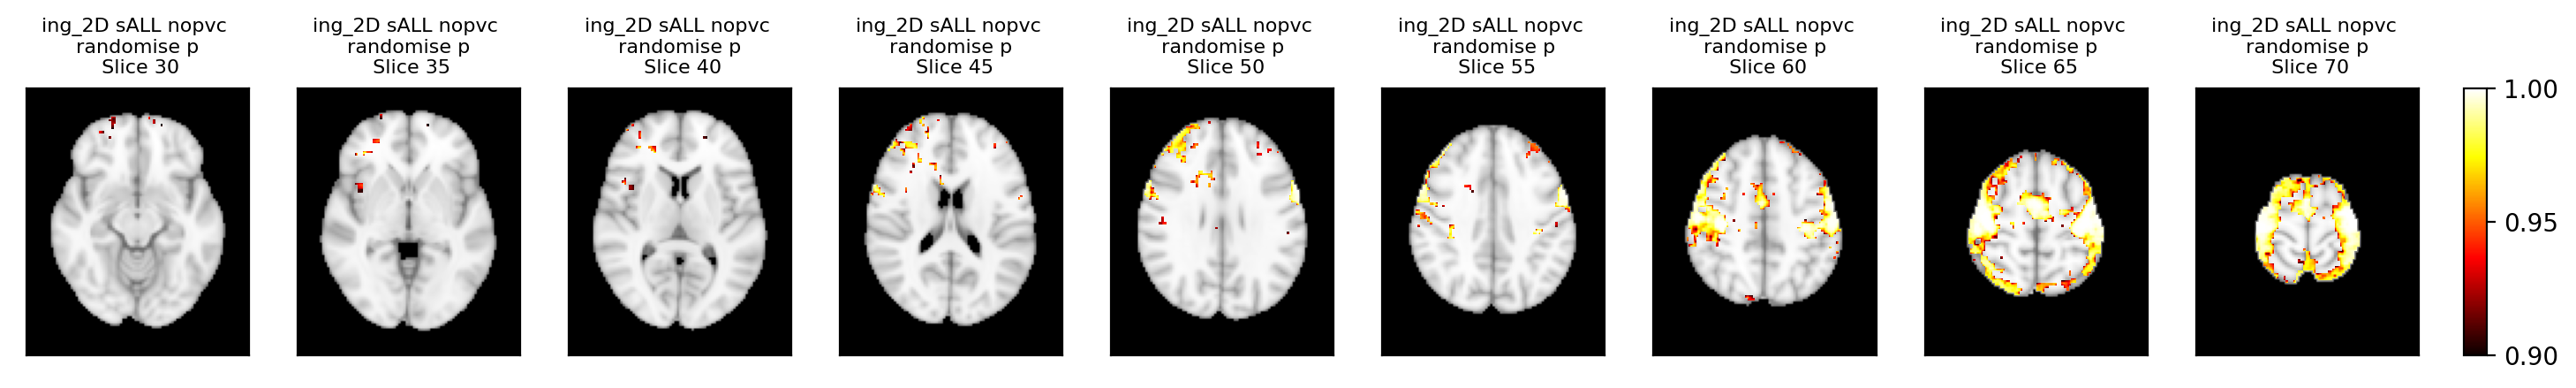 ing_2D sALL nopvc
randomise p
Slice 30
ing_2D sALL nopvc
randomise p
Slice 35
ing_2D sALL nopvc
randomise p
Slice 40
ing_2D sALL nopvc
randomise p
Slice 45
ing_2D sALL nopvc
randomise p
Slice 50
ing_2D sALL nopvc
randomise p
Slice 55
ing_2D sALL nopvc
randomise p
Slice 60
ing_2D sALL nopvc
randomise p
Slice 65
ing_2D sALL nopvc
randomise p
Slice 70
1.00
0.95
0.90